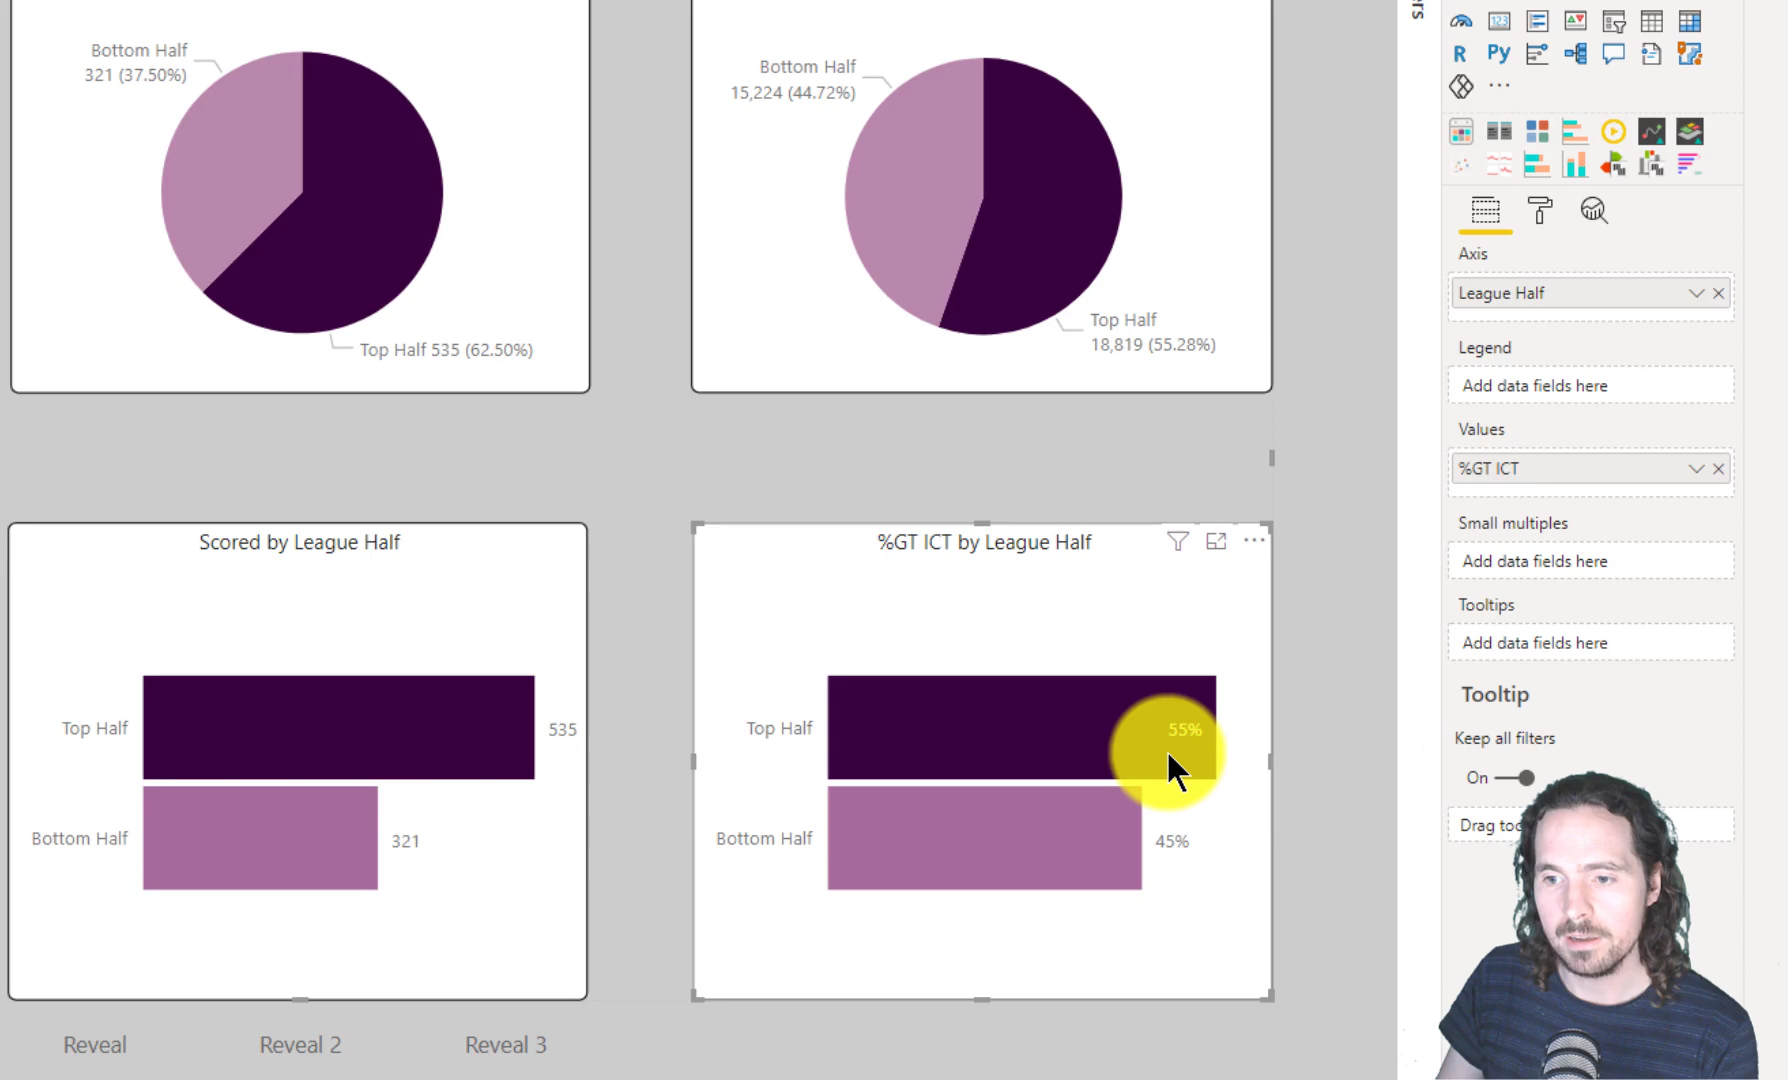 Bottom Half
321 (37.50%)
Top Half 535 (62.50%)
Bottom Half
15,224 (44.72%)
Top Half
18,819 (55.28%)
Scored by League Half
Top Half
535
Bottom Half
321
%GT ICT by League Half
Top Half
55%
Bottom Half
45%
Reveal
Reveal 2
Reveal 3
ers
123
R
Py
Axis
League Half
Legend
Add data fields here
Values
%GT ICT
Small multiples
Add data fields here
Tooltips
Add data fields here
Tooltip
Keep all filters
On
Drag